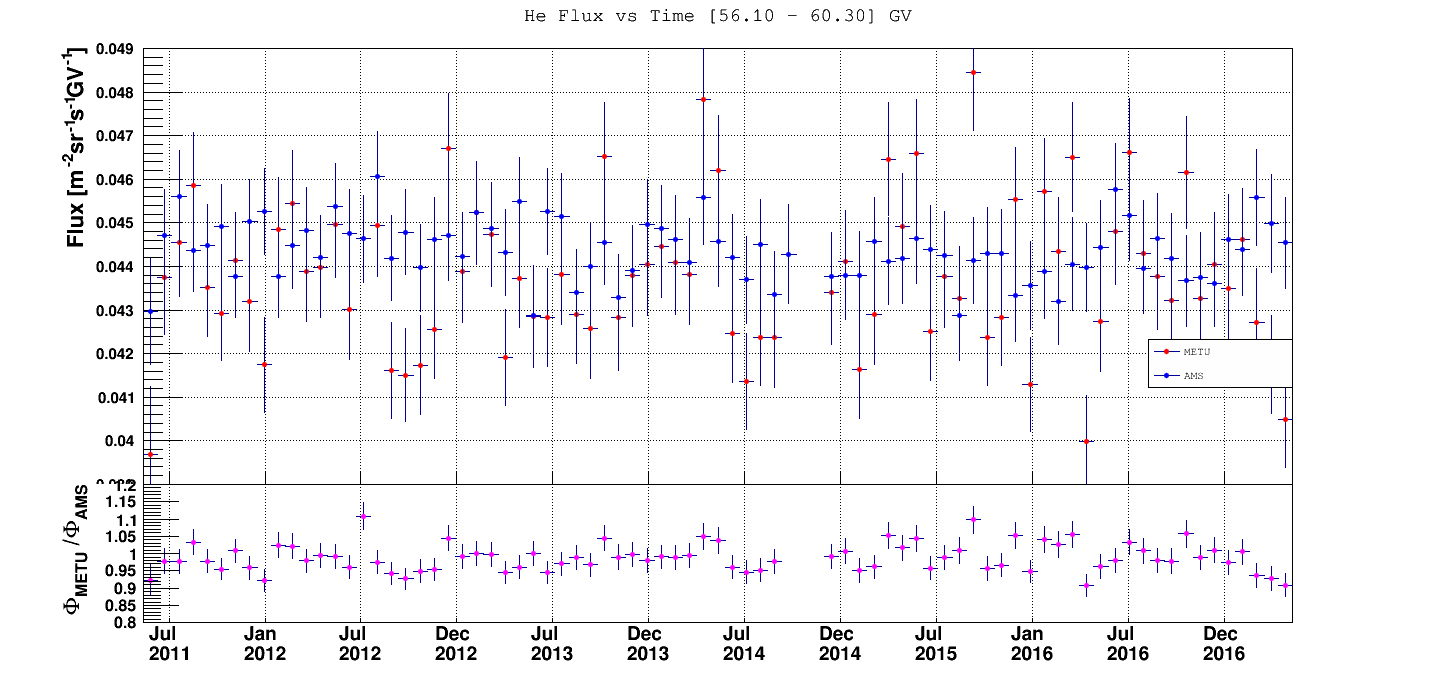 He Flux vs Time [56.10 - 60.30] GV
Flux [m⁻²sr⁻¹s⁻¹GV⁻¹]
0.049
0.048
0.047
0.046
0.045
0.044
0.043
0.042
0.041
0.04
METU
AMS
Φ_METU /Φ_AMS
1.2
1.15
1.1
1.05
1
0.95
0.9
0.85
0.8
Jul Jan Jul Dec Jul Dec Jul Dec Jul Jan Jul Dec
2011 2012 2012 2012 2013 2013 2014 2014 2015 2016 2016 2016